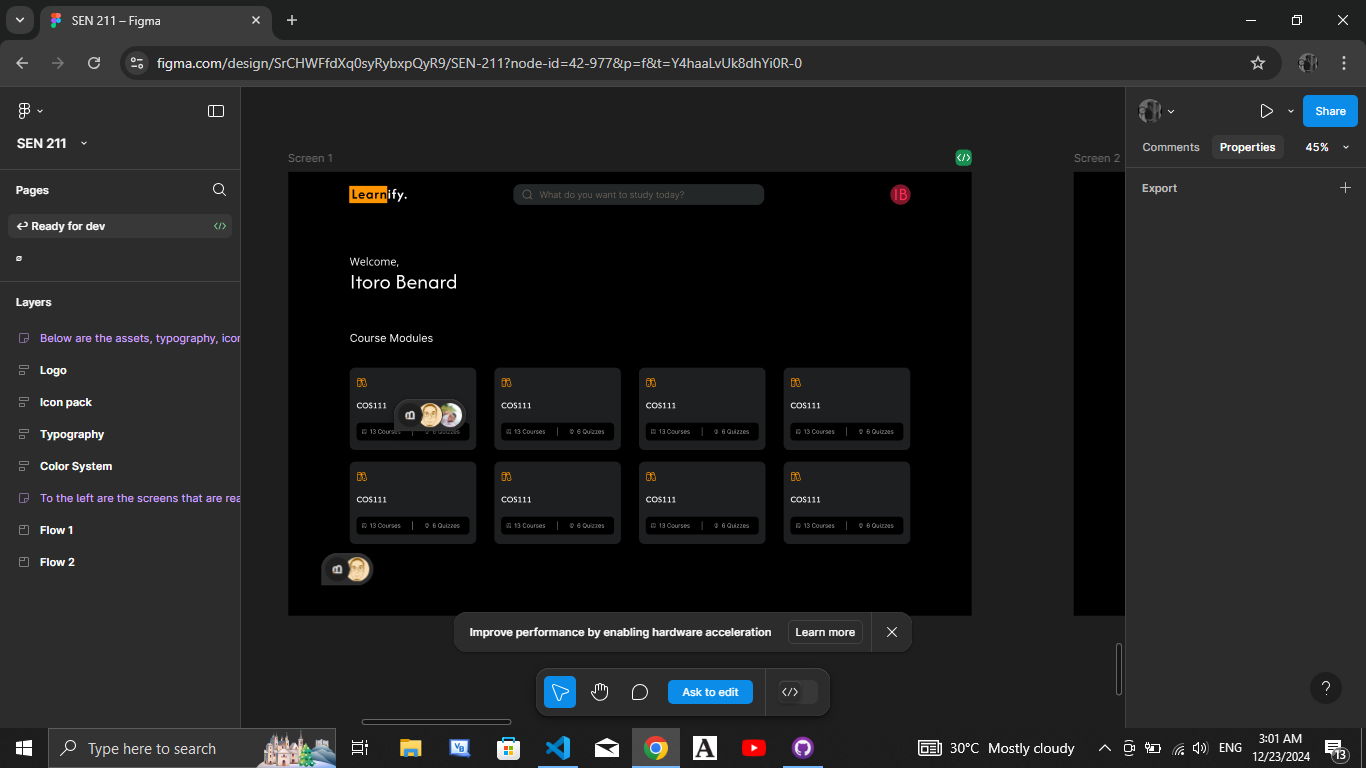 SEN 211 – Figma
figma.com/design/SrCHWFfdXq0syRybxpQyR9/SEN-211?node-id=42-977&p=f&t=Y4haaLvUk8dhYi0R-0
SEN 211
Pages
Ready for dev
Layers
Below are the assets, typography, icon
Logo
Icon pack
Typography
Color System
To the left are the screens that are rea
Flow 1
Flow 2
Screen 1
Screen 2
Learnify.
What do you want to study today?
IB
Welcome,
Itoro Benard
Course Modules
COS111
13 Courses | 6 Quizzes
COS111
13 Courses | 6 Quizzes
COS111
13 Courses | 6 Quizzes
COS111
13 Courses | 6 Quizzes
COS111
13 Courses | 6 Quizzes
COS111
13 Courses | 6 Quizzes
COS111
13 Courses | 6 Quizzes
COS111
13 Courses | 6 Quizzes
Improve performance by enabling hardware acceleration
Learn more
Ask to edit
Share
Comments
Properties
45%
Export
?
Type here to search
30°C Mostly cloudy
ENG
3:01 AM
12/23/2024
13